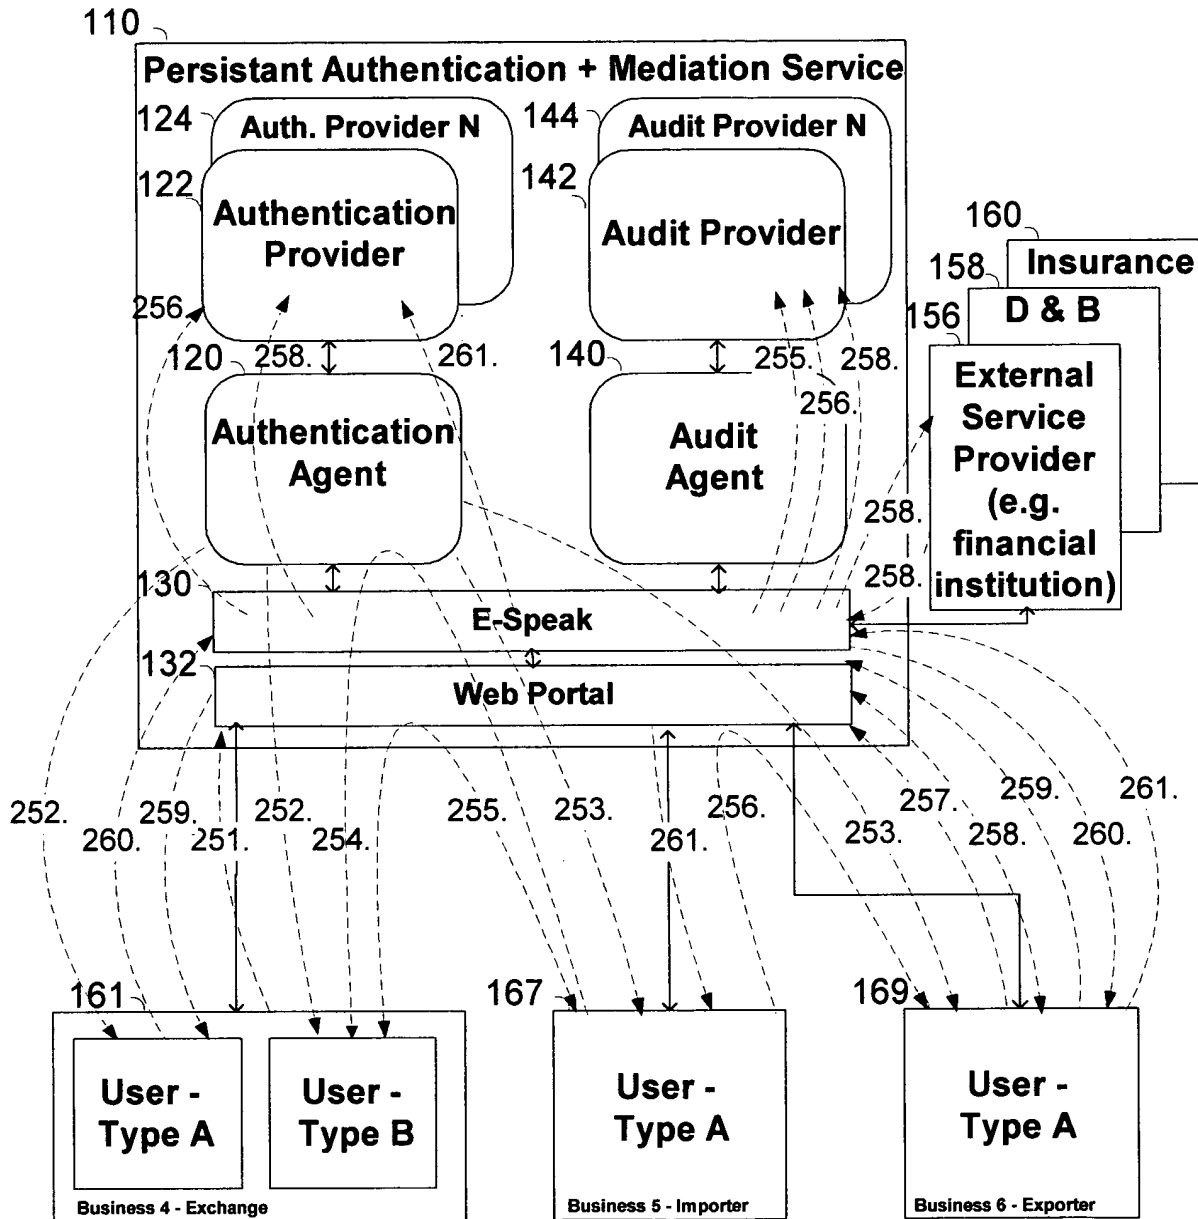 110
Persistant Authentication + Mediation Service
124
Auth. Provider N
144
Audit Provider N
122
Authentication
Provider
142
Audit Provider
160
Insurance
158
D & B
156
External
Service
Provider
(e.g.
financial
institution)
256.
120
258.
261.
140
255.
258.
256.
Authentication
Agent
Audit
Agent
258.
258.
130
E-Speak
132
Web Portal
252.
260.
259.
251.
252.
254.
255.
253.
261.
256.
253.
257.
258.
259.
260.
261.
161
167
169
User -
Type A
User -
Type B
User -
Type A
User -
Type A
Business 4 - Exchange
Business 5 - Importer
Business 6 - Exporter